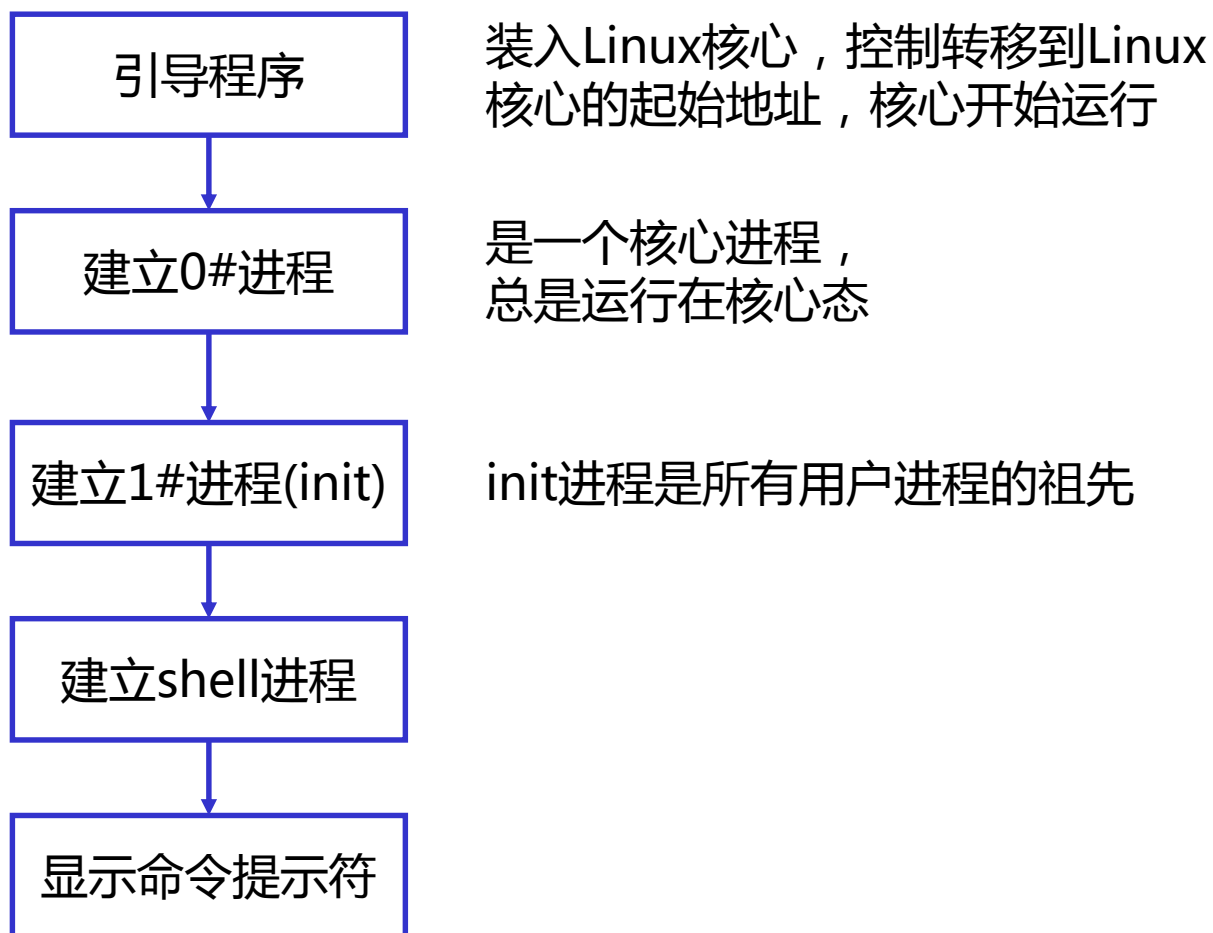 引导程序
装入Linux核心，控制转移到Linux
核心的起始地址，核心开始运行
建立0#进程
是一个核心进程，
总是运行在核心态
建立1#进程(init)
init进程是所有用户进程的祖先
建立shell进程
显示命令提示符